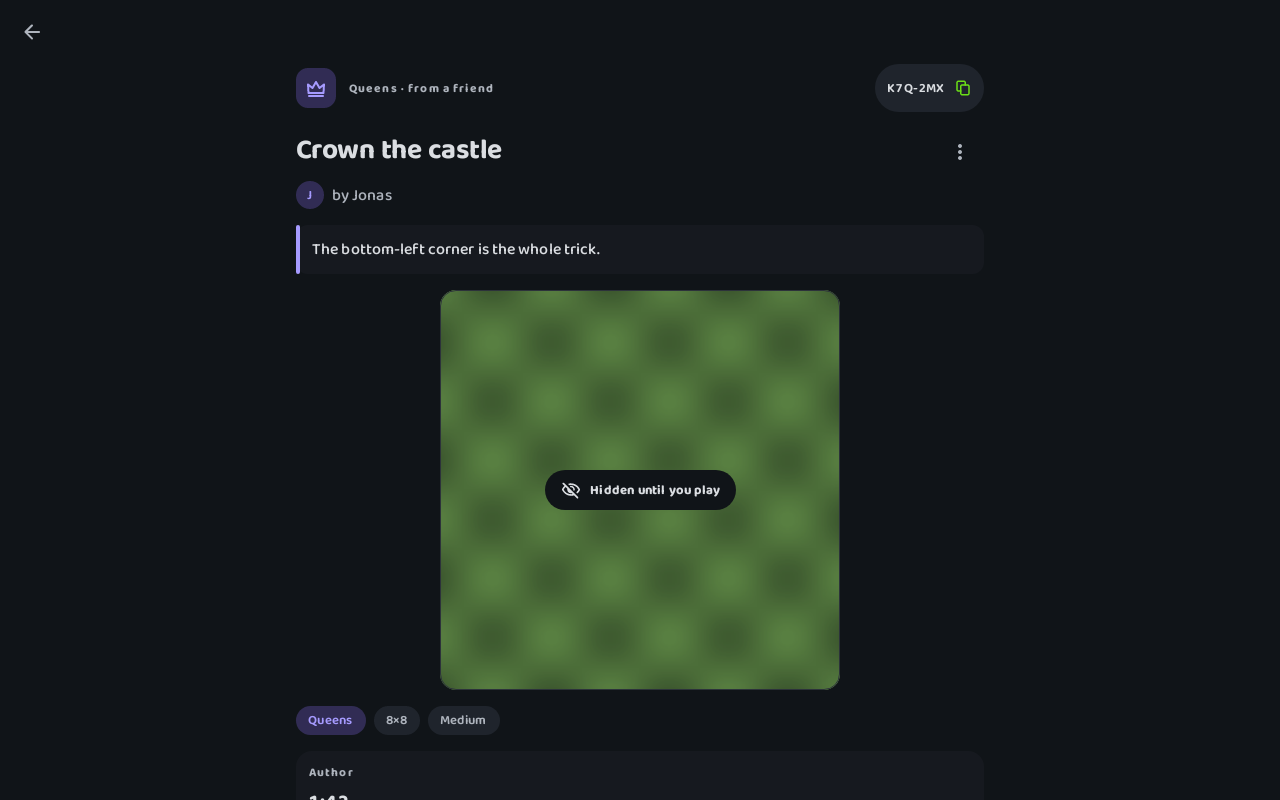 Queens · from a friend
K7Q-2MX
Crown the castle
J
by Jonas
The bottom-left corner is the whole trick.
Hidden until you play
Queens
8×8
Medium
Author